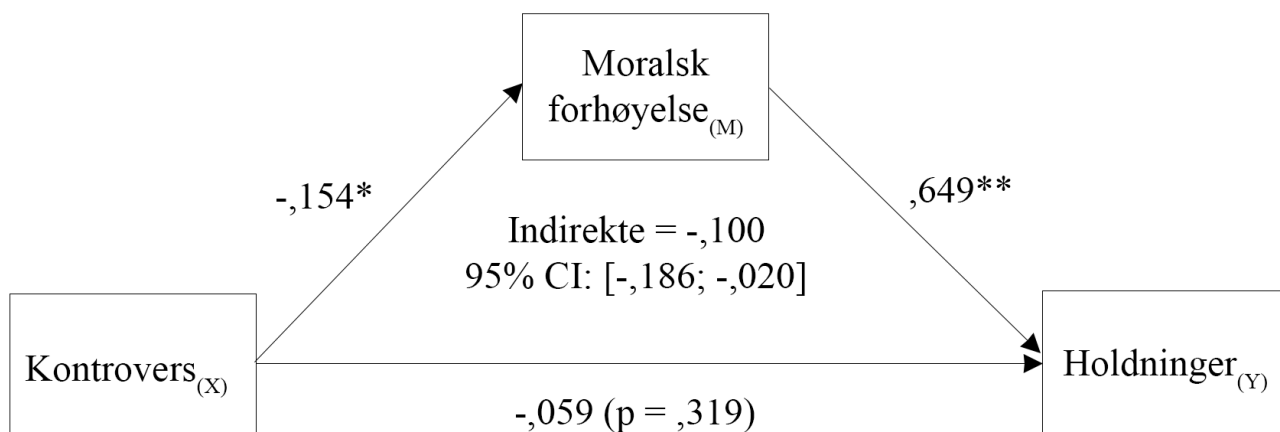 Moralsk
forhøyelse(M)
-,154*
,649**
Indirekte = -,100
95% CI: [-,186; -,020]
Kontrovers(X)
Holdninger(Y)
-,059 (p = ,319)